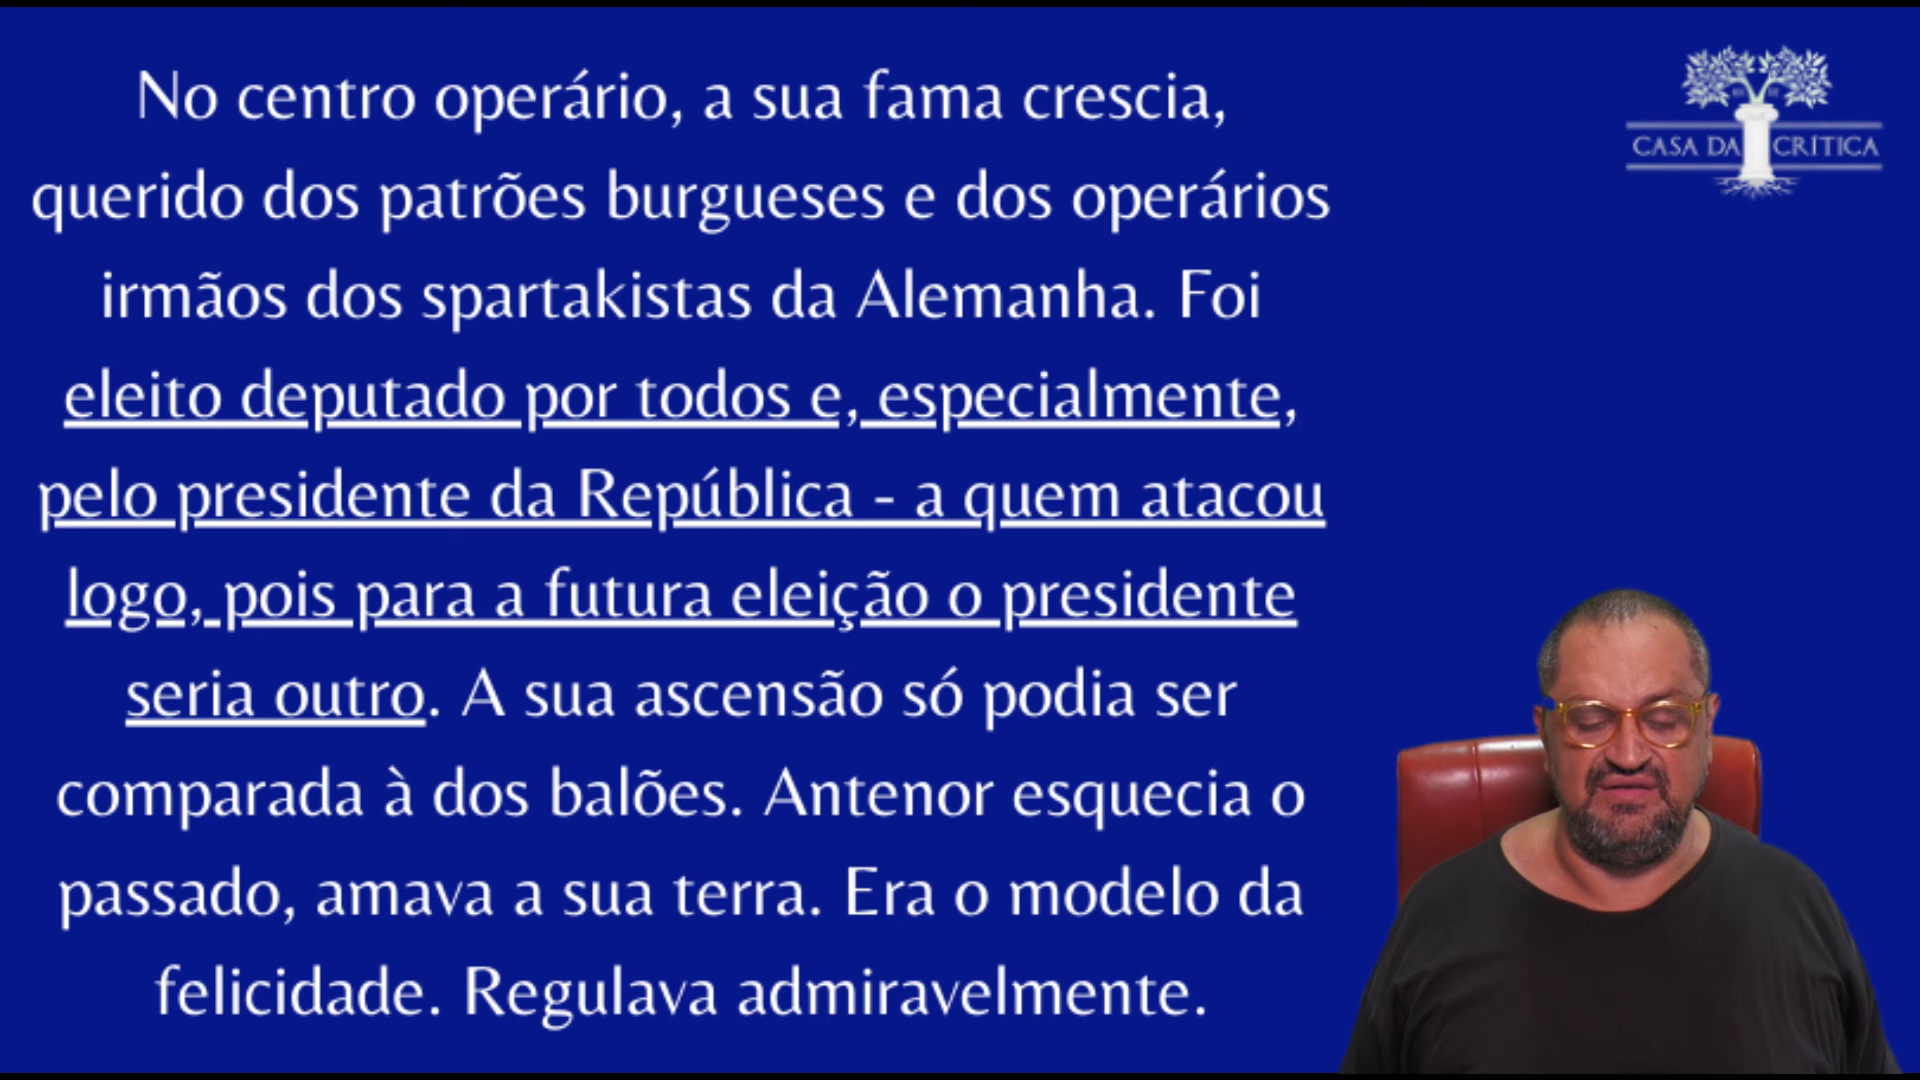 No centro operário, a sua fama crescia,
querido dos patrões burgueses e dos operários
irmãos dos spartakistas da Alemanha. Foi
eleito deputado por todos e, especialmente,
pelo presidente da República - a quem atacou
logo, pois para a futura eleição o presidente
seria outro. A sua ascensão só podia ser
comparada à dos balões. Antenor esquecia o
passado, amava a sua terra. Era o modelo da
felicidade. Regulava admiravelmente.
CASA DA CRÍTICA